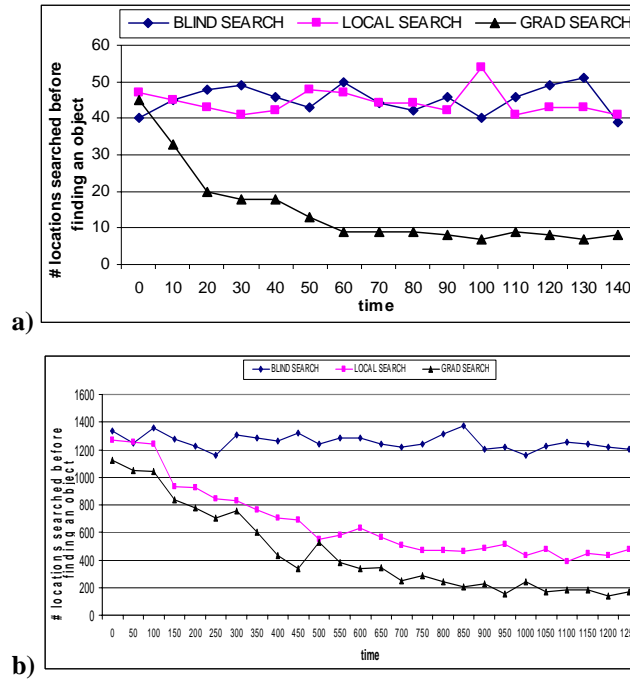 BLIND SEARCH LOCAL SEARCH GRAD SEARCH
# locations searched before
finding an object
60
50
40
30
20
10
0
0 10 20 30 40 50 60 70 80 90 100 110 120 130 140
time
a)
BLIND SEARCH LOCAL SEARCH GRAD SEARCH
# locations searched before
finding an object
1600
1400
1200
1000
800
600
400
200
0
0 50 100 150 200 250 300 350 400 450 500 550 600 650 700 750 800 850 900 950 1000 1050 1100 1150 1200 125
time
b)